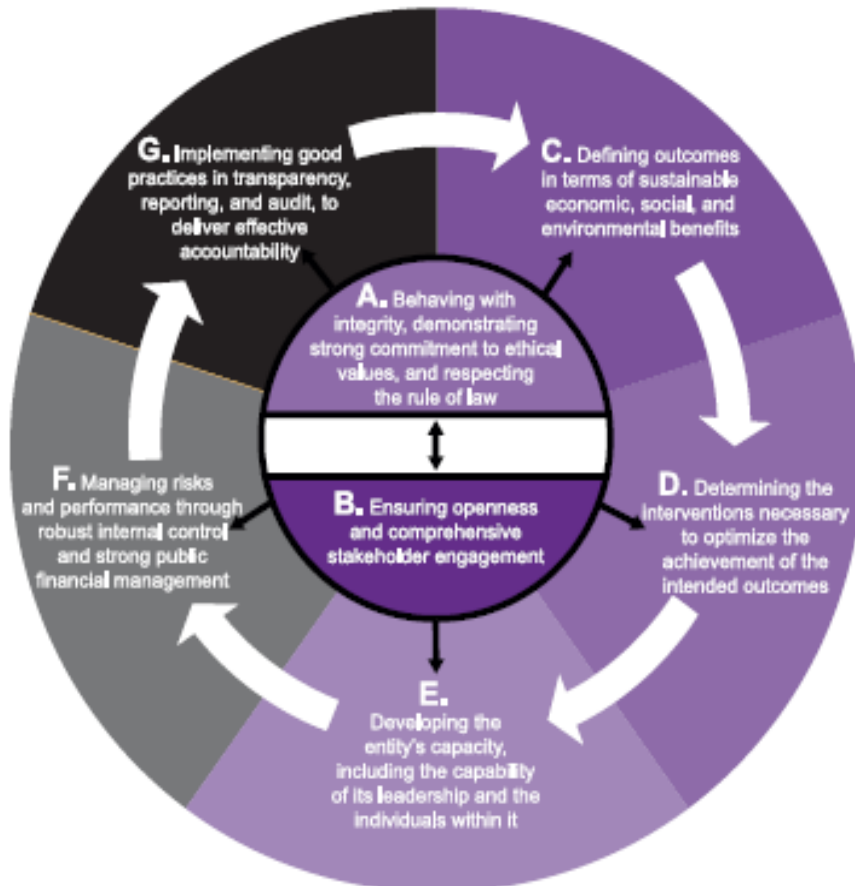 G. Implementing good
practices in transparency,
reporting, and audit, to
deliver effective
accountability
C. Defining outcomes
in terms of sustainable
economic, social, and
environmental benefits
A. Behaving with
integrity, demonstrating
strong commitment to ethical
values, and respecting
the rule of law
B. Ensuring openness
and comprehensive
stakeholder engagement
D. Determining the
interventions necessary
to optimize the
achievement of the
intended outcomes
E.
Developing the
entity's capacity,
including the capability
of its leadership and the
individuals within it
F. Managing risks
and performance through
robust internal control
and strong public
financial management